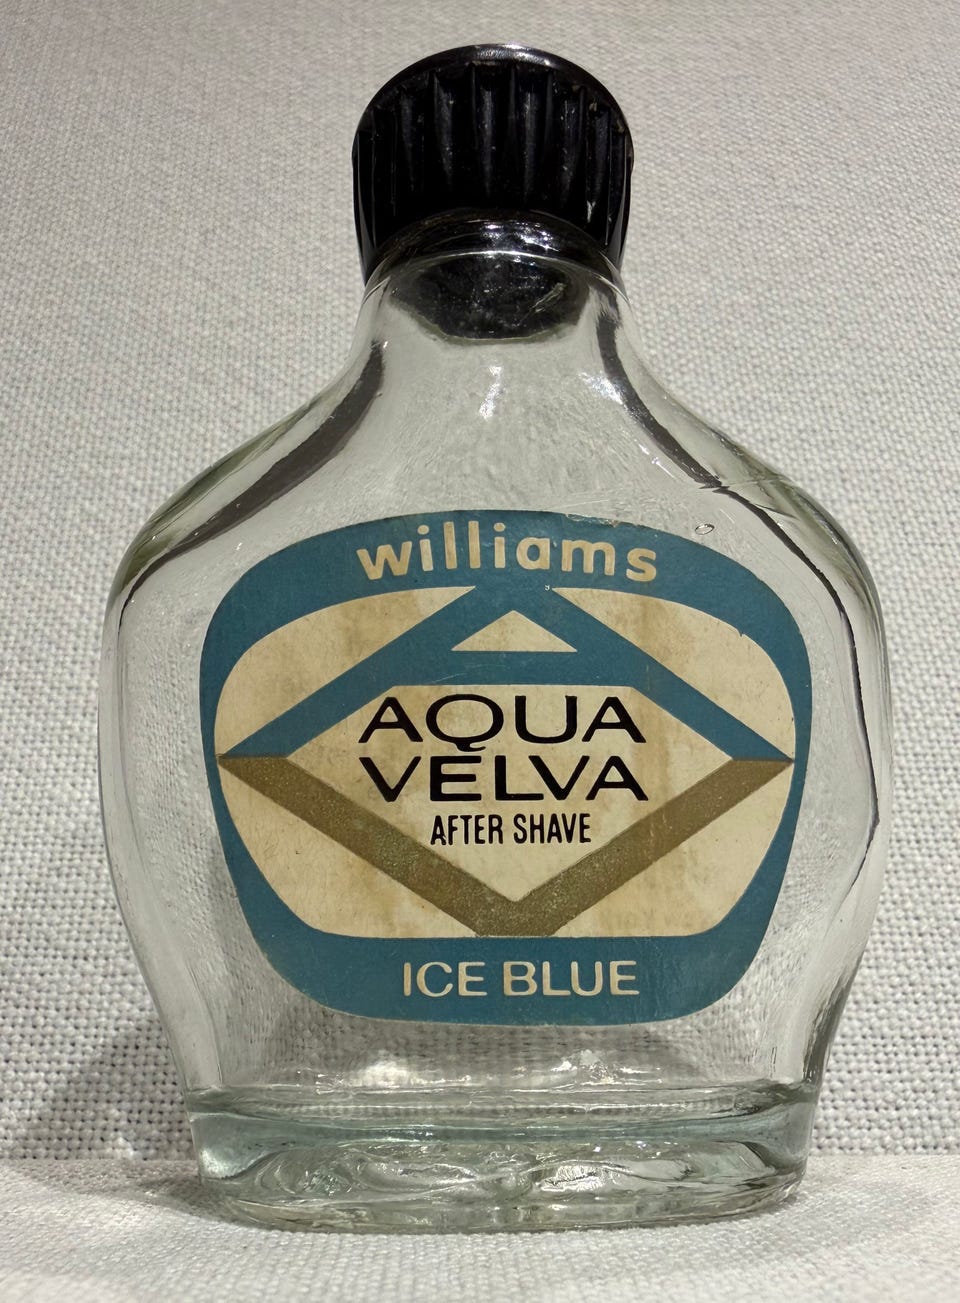 williams
AQUA
VELVA
AFTER SHAVE
ICE BLUE